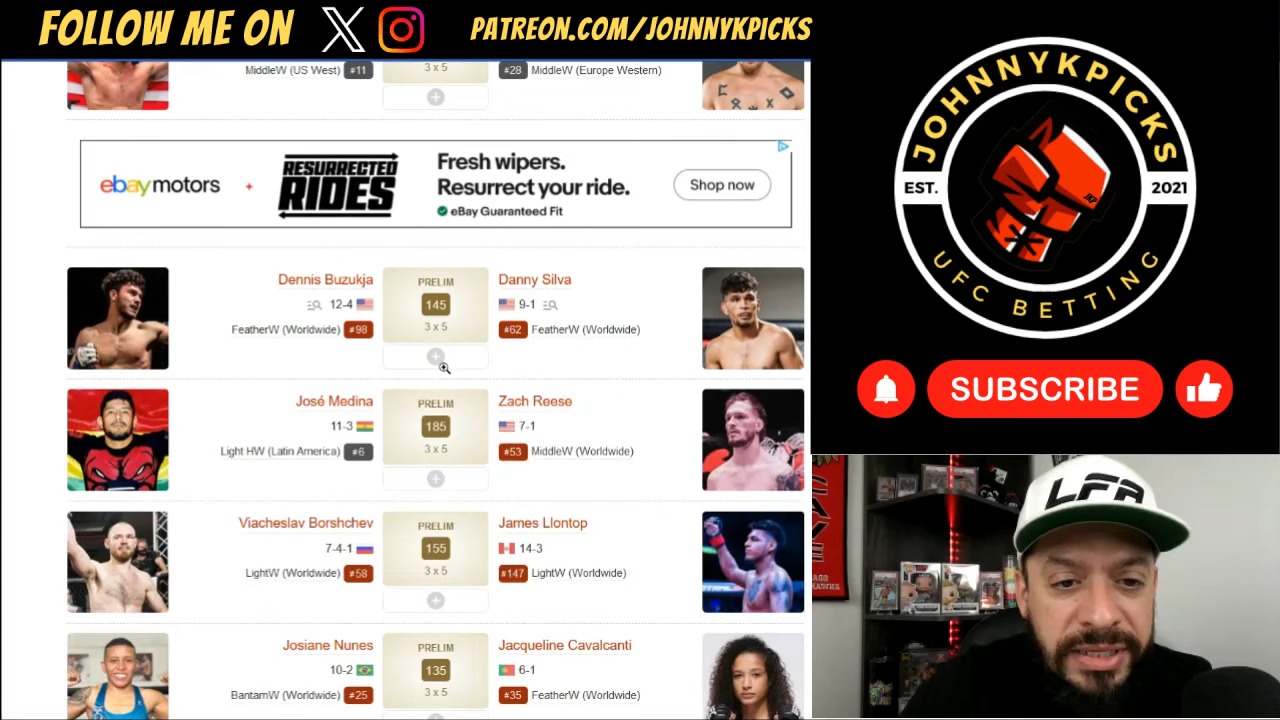 FOLLOW ME ON
PATREON.COM/JOHNNYKPICKS
MiddleW (US West) #11
3 x 5
#28 MiddleW (Europe Western)
ebay motors
+
RESURRECTED
RIDES
Fresh wipers.
Resurrect your ride.
eBay Guaranteed Fit
Shop now
Dennis Buzukja
12-4
FeatherW (Worldwide) #98
PRELIM
145
3 x 5
Danny Silva
9-1
#62 FeatherW (Worldwide)
José Medina
11-3
Light HW (Latin America) #6
PRELIM
185
3 x 5
Zach Reese
7-1
#53 MiddleW (Worldwide)
Viacheslav Borshchev
7-4-1
LightW (Worldwide) #58
PRELIM
155
3 x 5
James Llontop
14-3
#147 LightW (Worldwide)
Josiane Nunes
10-2
BantamW (Worldwide) #25
PRELIM
135
3 x 5
Jacqueline Cavalcanti
6-1
#35 FeatherW (Worldwide)
JOHNNYKPICKS
EST.
2021
JKP
UFC BETTING
SUBSCRIBE
LFA